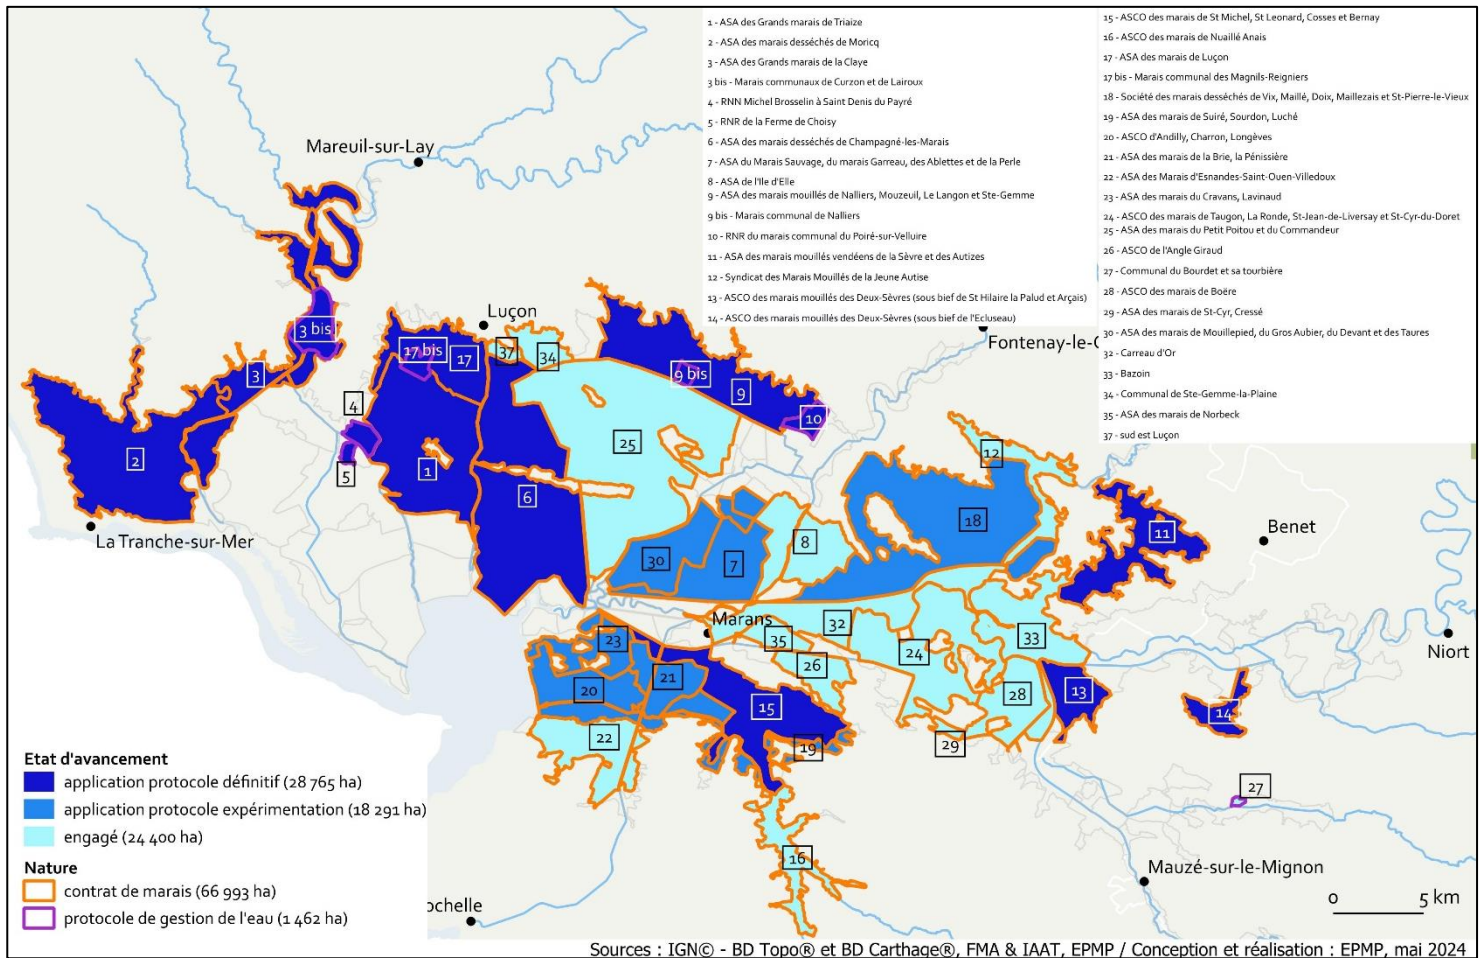 1 - ASA des Grands marais de Triaize
2 - ASA des marais desséchés de Moricq
3 - ASA des Grands marais de la Claye
3 bis - Marais communaux de Curzon et de Lairoux
4 - RNN Michel Brosselin à Saint Denis du Payré
5 - RNR de la Ferme de Choisy
6 - ASA des marais desséchés de Champagné-les-Marais
7 - ASA du Marais Sauvage, du marais Garreau, des Ablettes et de la Perle
8 - ASA de l'Ile d'Elle
9 - ASA des marais mouillés de Nalliers, Mouzeuil, Le Langon et Ste-Gemme
9 bis - Marais communal de Nalliers
10 - RNR du marais communal du Poiré-sur-Velluire
11 - ASA des marais mouillés vendéens de la Sèvre et des Autizes
12 - Syndicat des Marais Mouillés de la Jeune Autise
13 - ASCO des marais mouillés des Deux-Sèvres (sous bief de St Hilaire la Palud et Arçais)
14 - ASCO des marais mouillés des Deux-Sèvres (sous bief de l'Ecluseau)
15 - ASCO des marais de St Michel, St Leonard, Cosses et Bernay
16 - ASCO des marais de Nuaillé Anais
17 - ASA des marais de Luçon
17 bis - Marais communal des Magnils-Reigniers
18 - Société des marais desséchés de Vix, Maillé, Doix, Maillezais et St-Pierre-le-Vieux
19 - ASA des marais de Suiré, Sourdon, Luché
20 - ASCO d'Andilly, Charron, Longèves
21 - ASA des marais de la Brie, la Pénissière
22 - ASA des Marais d'Esnandes-Saint-Ouen-Villedoux
23 - ASA des marais du Cravans, Lavinaud
24 - ASCO des marais de Taugon, La Ronde, St-Jean-de-Liversay et St-Cyr-du-Doret
25 - ASA des marais du Petit Poitou et du Commandeur
26 - ASCO de l'Angle Giraud
27 - Communal du Bourdet et sa tourbière
28 - ASCO des marais de Boëre
29 - ASA des marais de St-Cyr, Cressé
30 - ASA des marais de Mouillepied, du Gros Aubier, du Devant et des Taures
32 - Carreau d'Or
33 - Bazoin
34 - Communal de Ste-Gemme-la-Plaine
35 - ASA des marais de Norbeck
37 - sud est Luçon
Mareuil-sur-Lay
Luçon
Fontenay-le-C
3 bis
17 bis
17
37
34
3
9 bis
9
4
10
25
12
2
5
1
6
18
11
Benet
La Tranche-sur-Mer
8
30
7
Marans
23
32
35
33
24
26
Niort
21
20
28
13
15
14
22
19
29
27
16
Mauzé-sur-le-Mignon
ochelle
Etat d'avancement
application protocole définitif (28 765 ha)
application protocole expérimentation (18 291 ha)
engagé (24 400 ha)
Nature
contrat de marais (66 993 ha)
protocole de gestion de l'eau (1 462 ha)
0 5 km
Sources : IGN© - BD Topo® et BD Carthage®, FMA & IAAT, EPMP / Conception et réalisation : EPMP, mai 2024